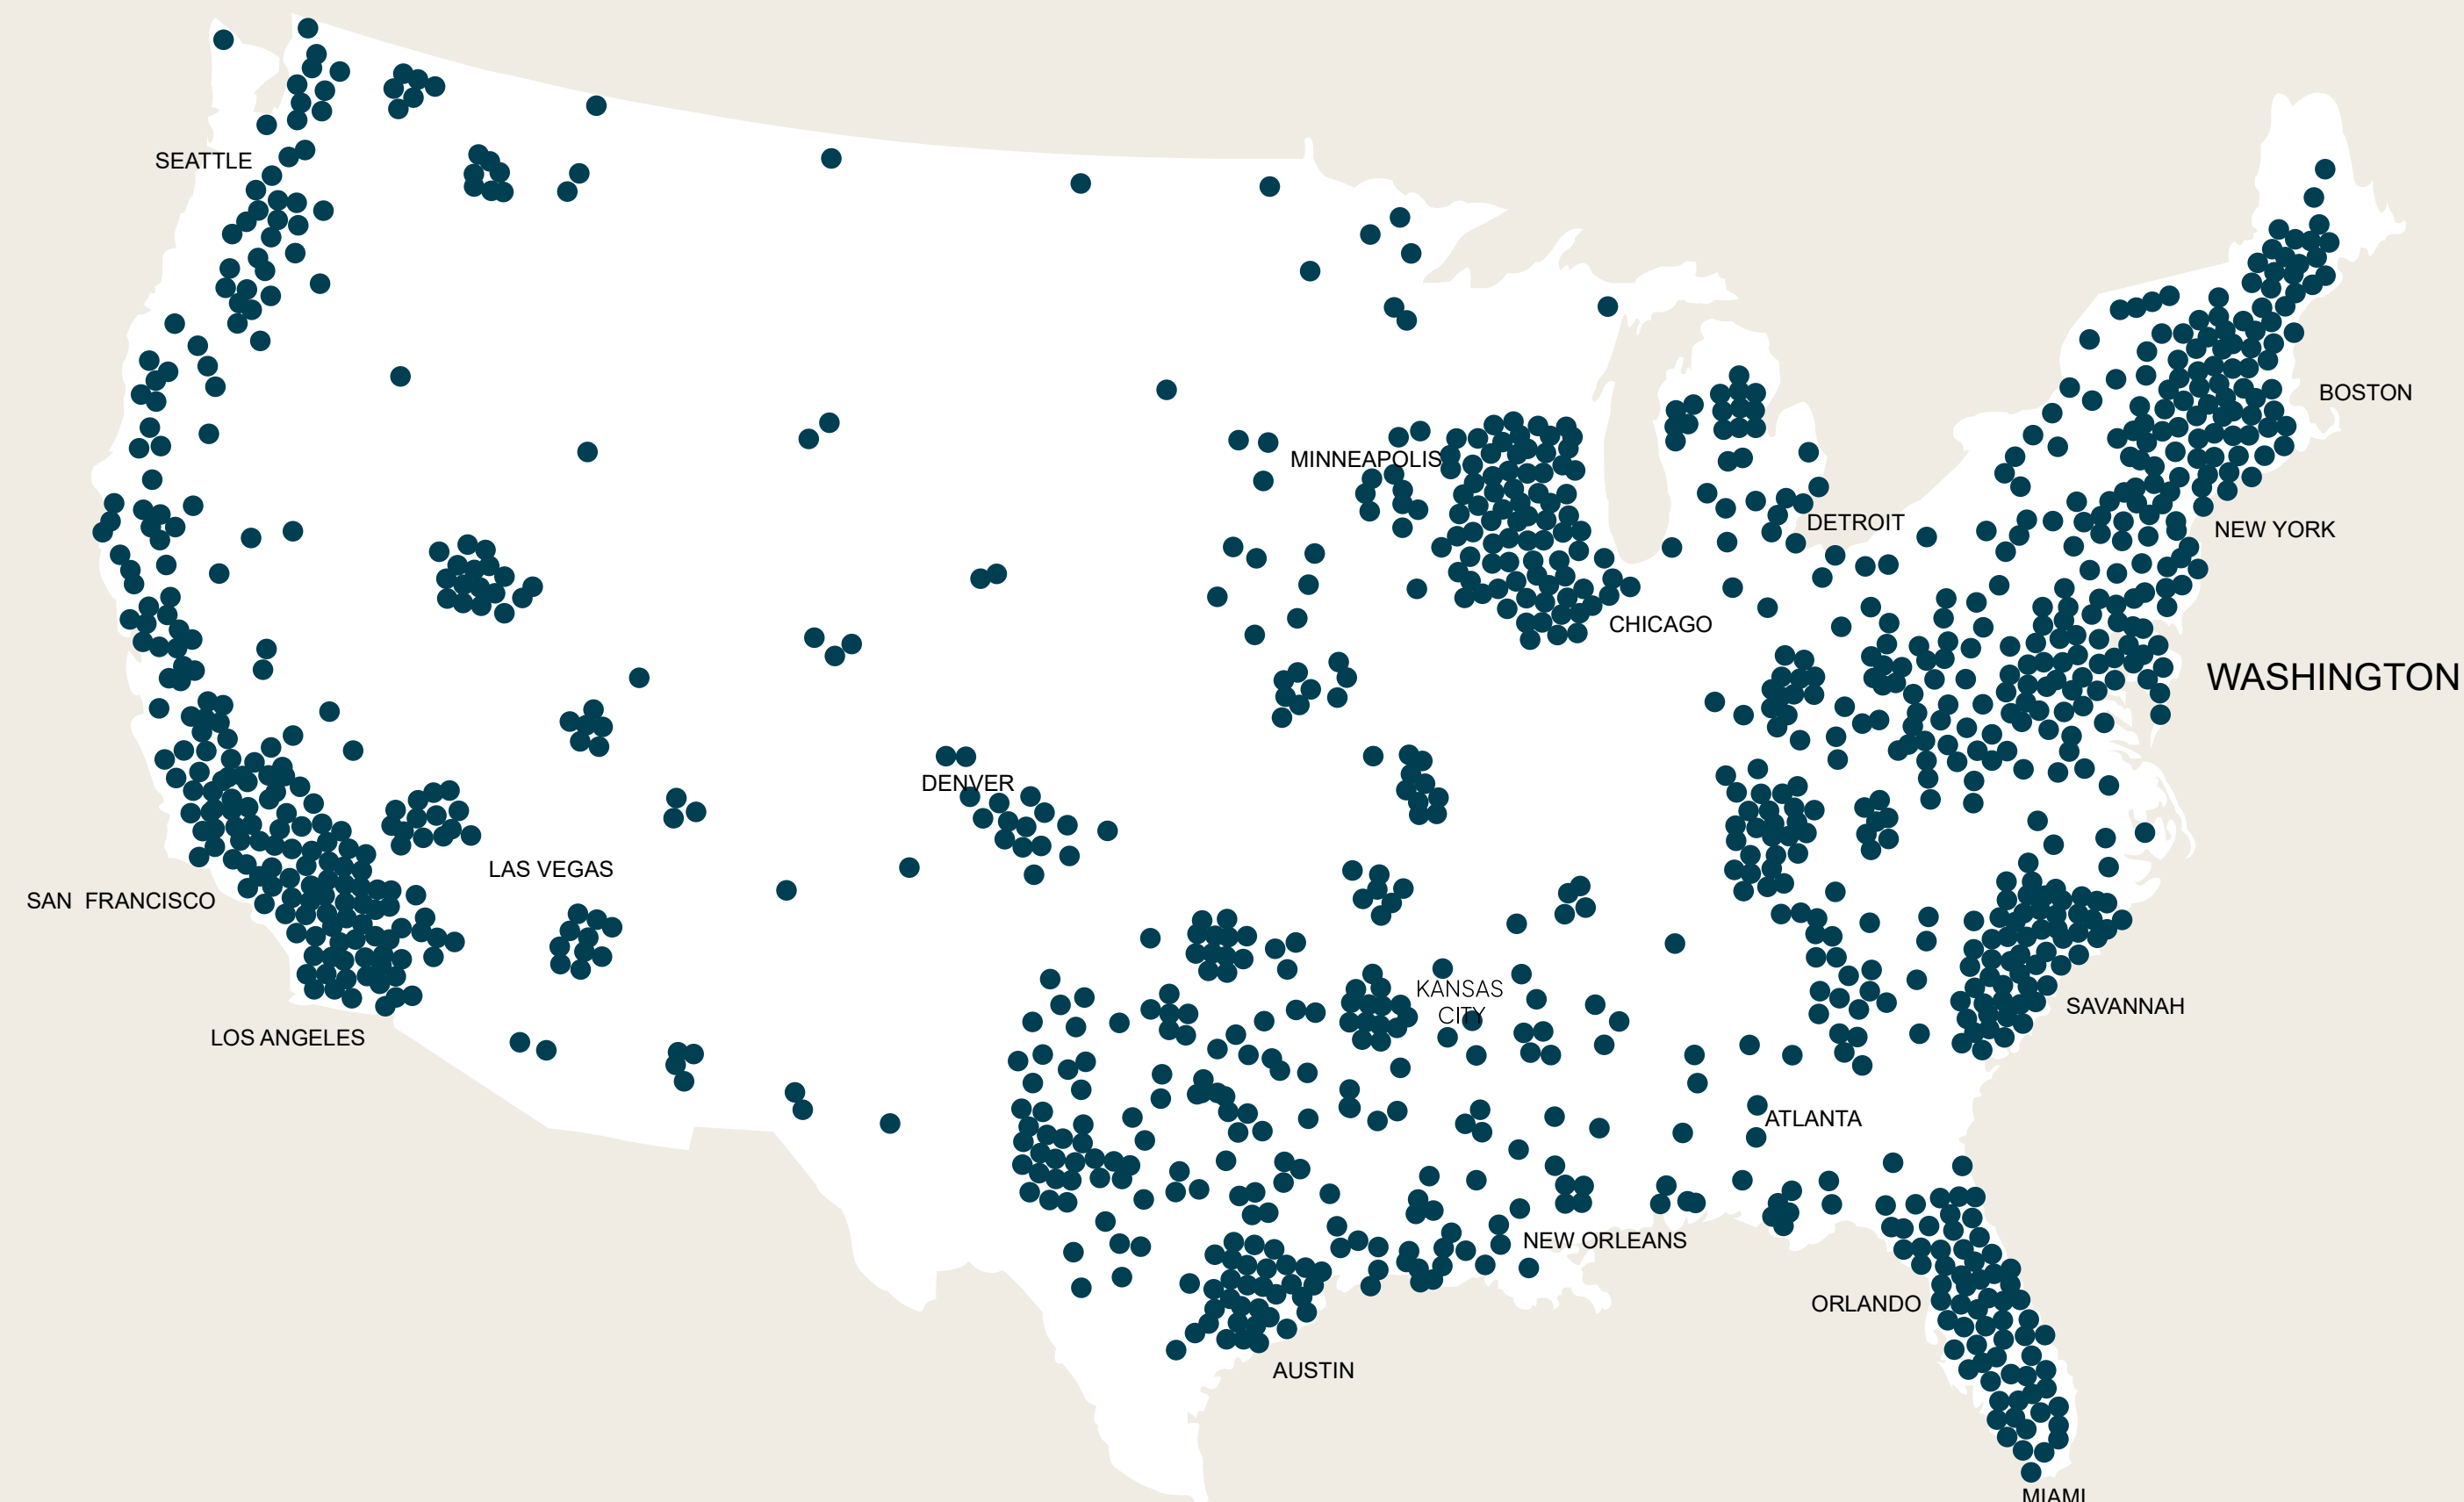 SEATTLE
BOSTON
MINNEAPOLIS
DETROIT
NEW YORK
CHICAGO
WASHINGTON
DENVER
LAS VEGAS
SAN FRANCISCO
KANSAS
CITY
SAVANNAH
LOS ANGELES
ATLANTA
NEW ORLEANS
ORLANDO
AUSTIN
MIAMI